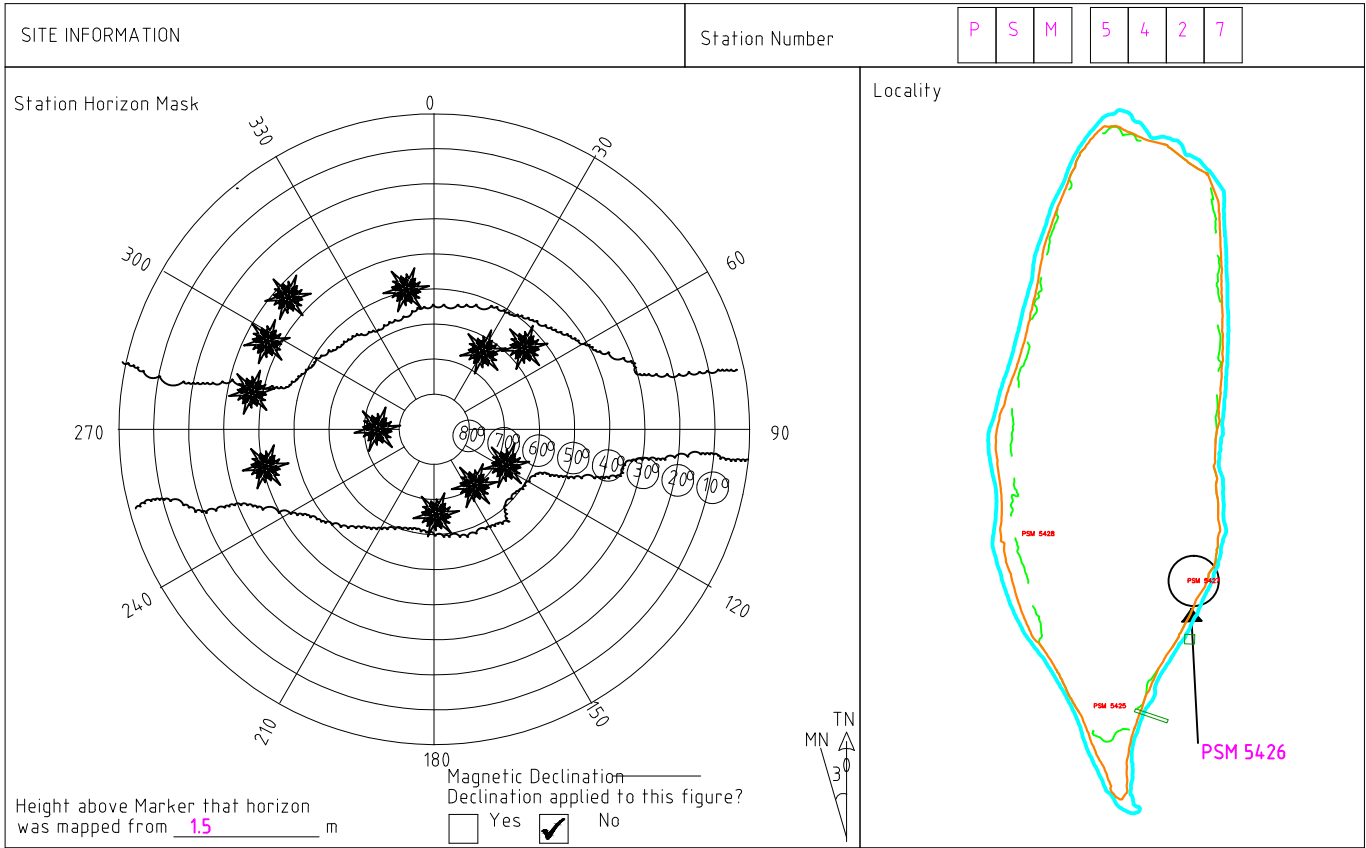 SITE INFORMATION
Station Number
P S M 5 4 2 7
Station Horizon Mask
0
30
60
90
120
150
180
210
240
270
300
330
80° 70° 60° 50° 40° 30° 20° 10°
Height above Marker that horizon
was mapped from 1.5 m
Magnetic Declination
Declination applied to this figure?
Yes
No
TN
MN
3°
Locality
PSM 5428
PSM 5427
PSM 5425
PSM 5426